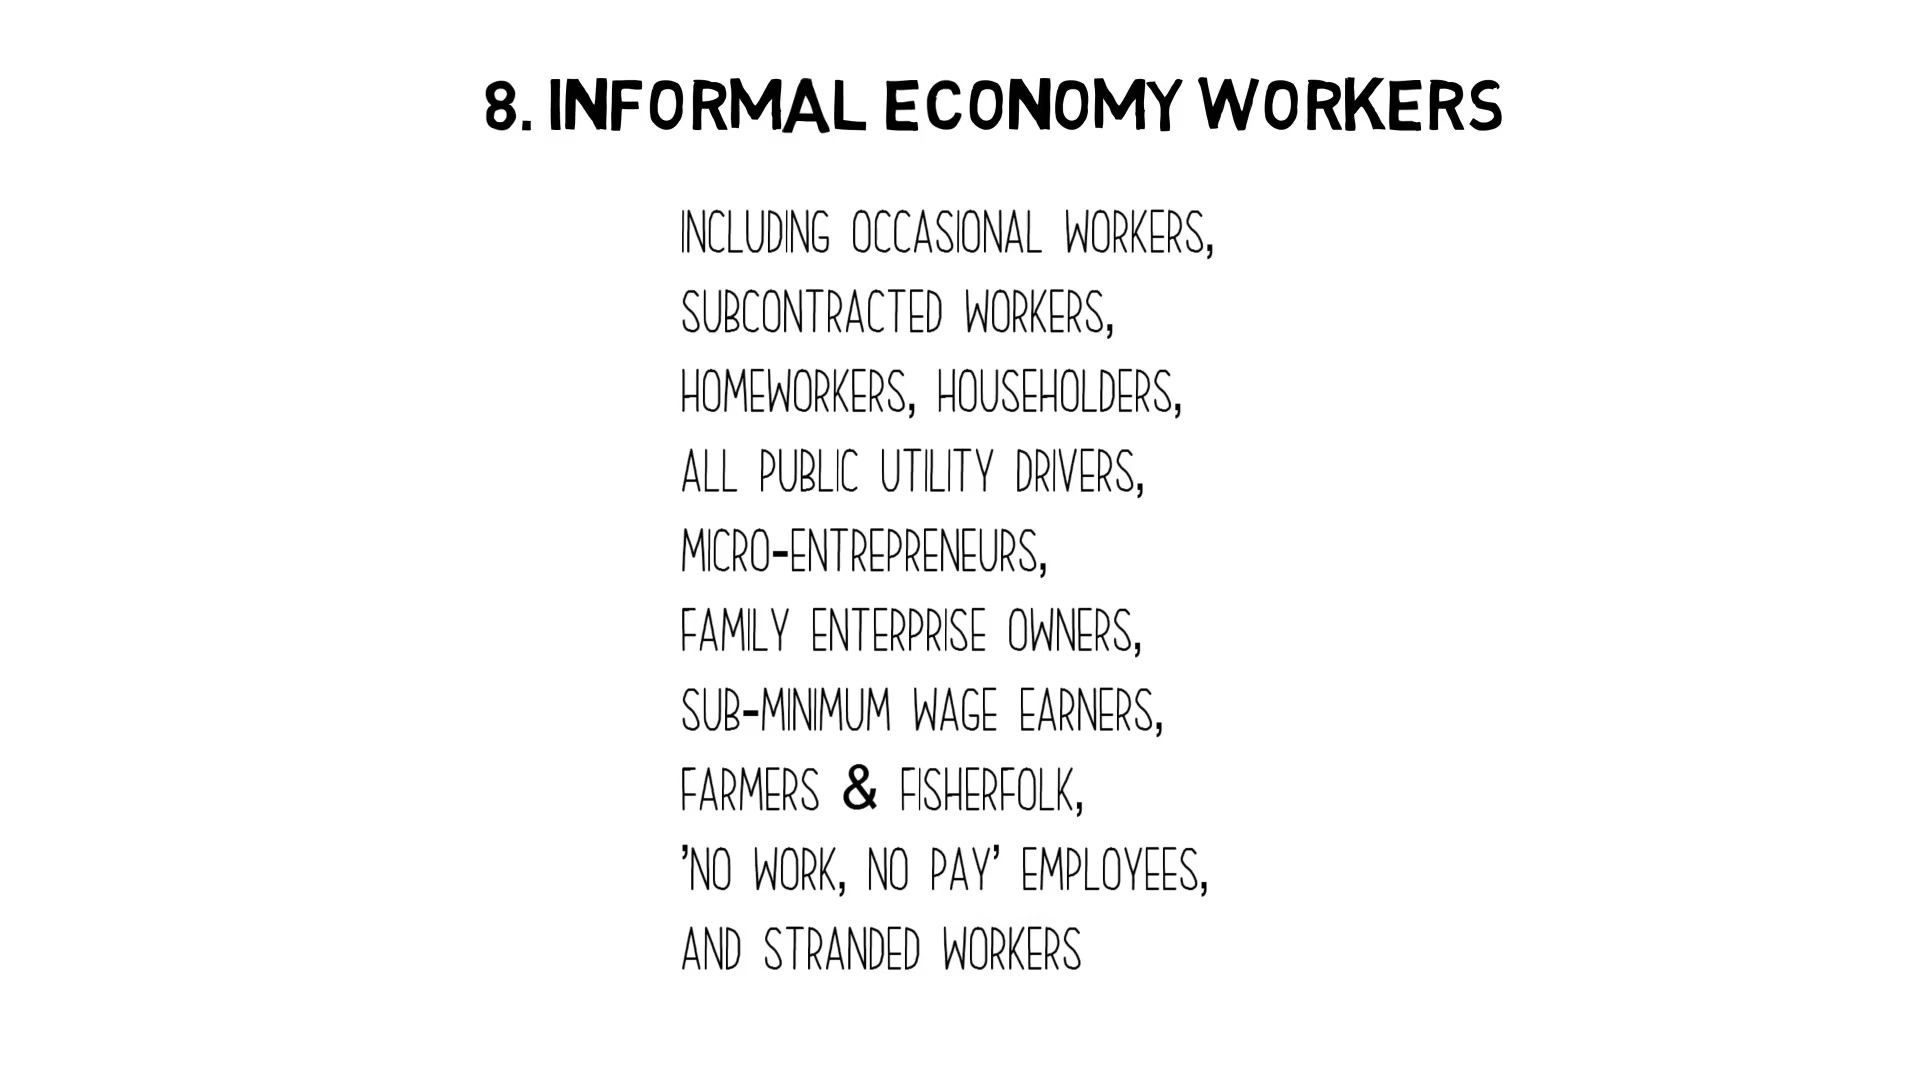 8. INFORMAL ECONOMY WORKERS
INCLUDING OCCASIONAL WORKERS,
SUBCONTRACTED WORKERS,
HOMEWORKERS, HOUSEHOLDERS,
ALL PUBLIC UTILITY DRIVERS,
MICRO-ENTREPRENEURS,
FAMILY ENTERPRISE OWNERS,
SUB-MINIMUM WAGE EARNERS,
FARMERS & FISHERFOLK,
'NO WORK, NO PAY' EMPLOYEES,
AND STRANDED WORKERS